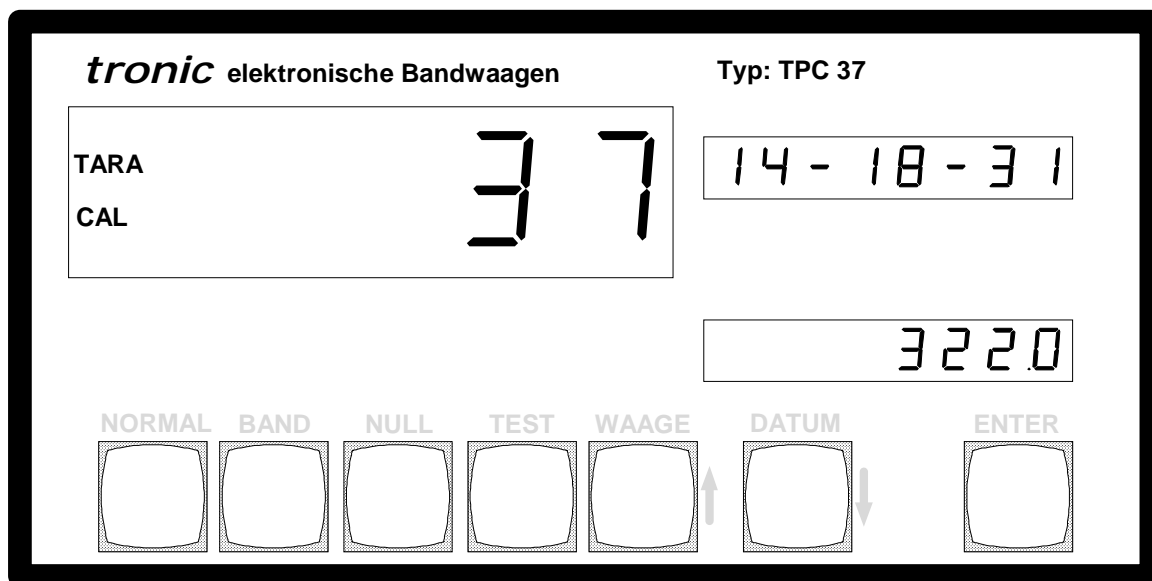 tronic elektronische Bandwaagen
Typ: TPC 37
TARA
CAL
37
14-18-31
322.0
NORMAL BAND NULL TEST WAAGE DATUM ENTER